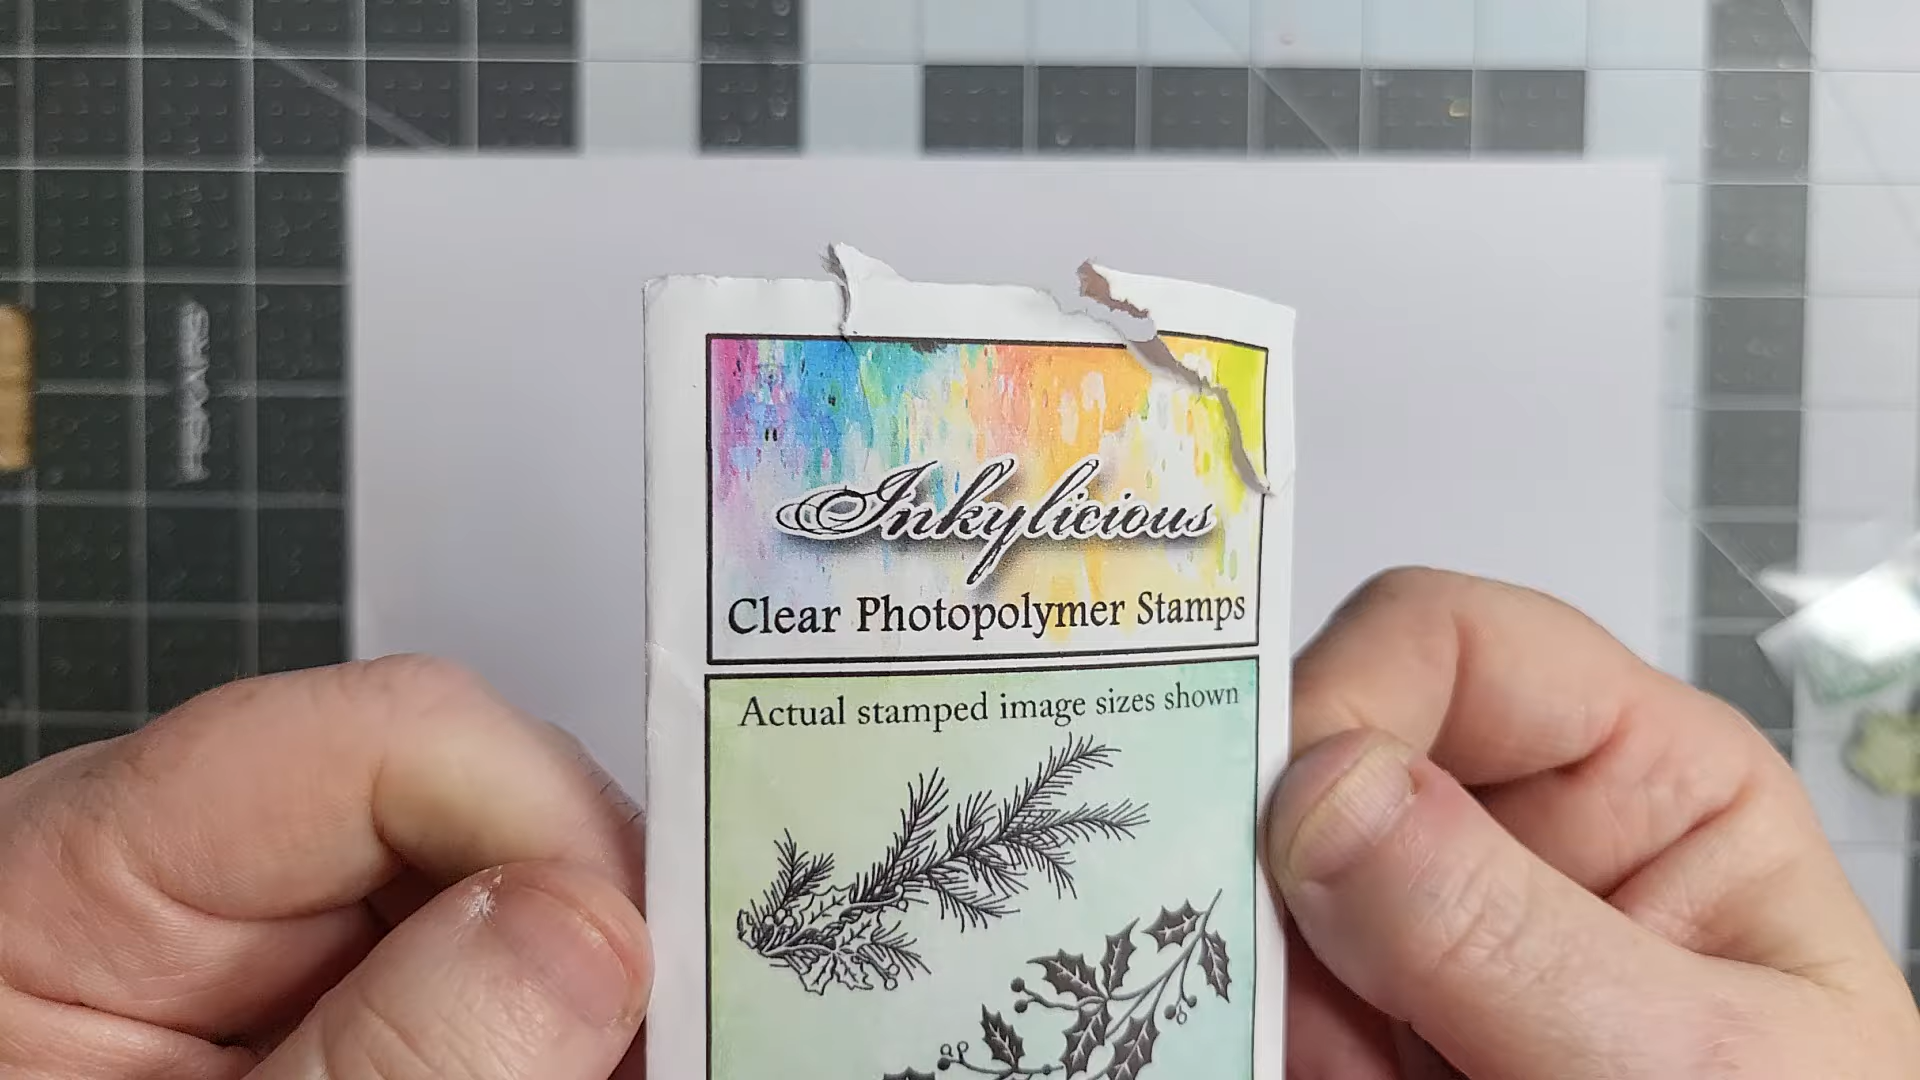 Inkylicious
Clear Photopolymer Stamps
Actual stamped image sizes shown